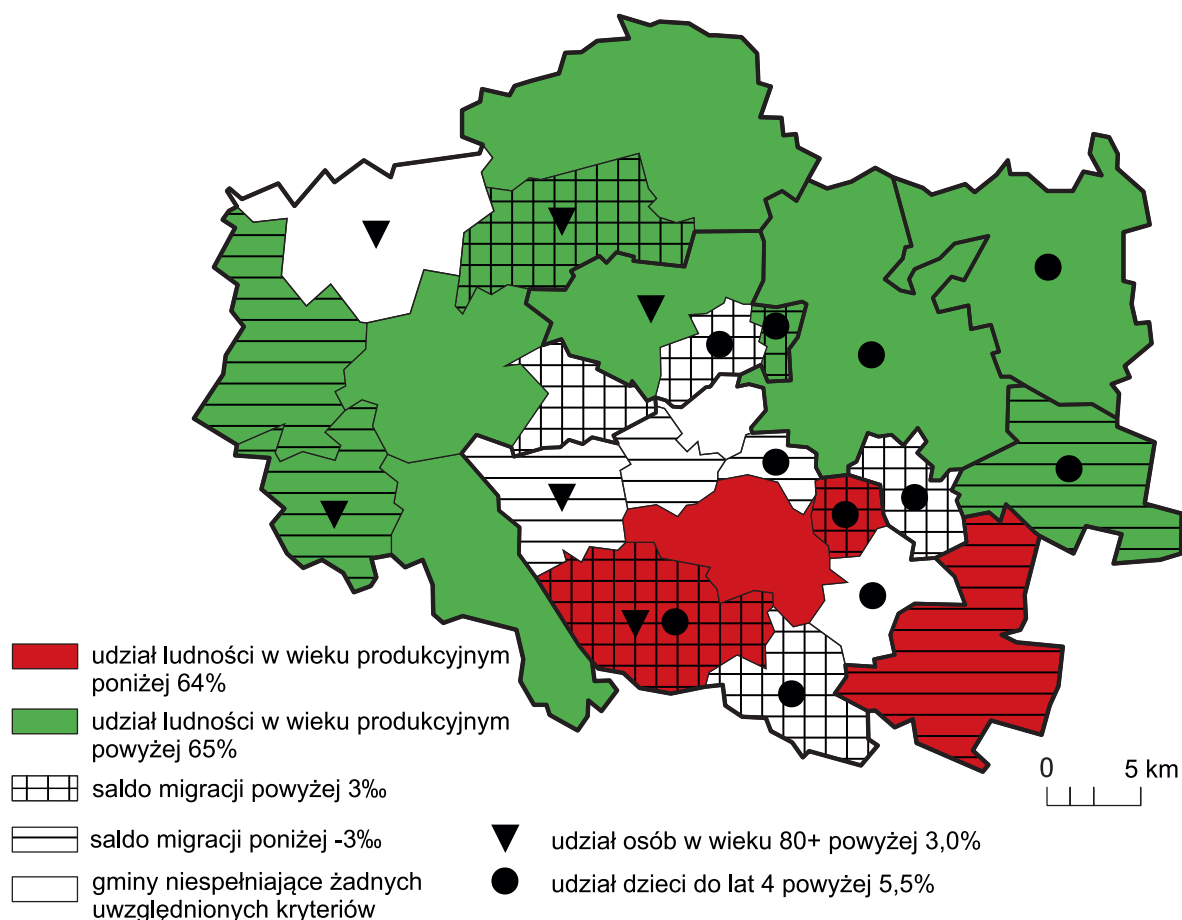 udział ludności w wieku produkcyjnym
poniżej 64%
udział ludności w wieku produkcyjnym
powyżej 65%
saldo migracji powyżej 3‰
saldo migracji poniżej -3‰
gminy niespełniające żadnych
uwzględnionych kryteriów
udział osób w wieku 80+ powyżej 3,0%
udział dzieci do lat 4 powyżej 5,5%
0 5 km